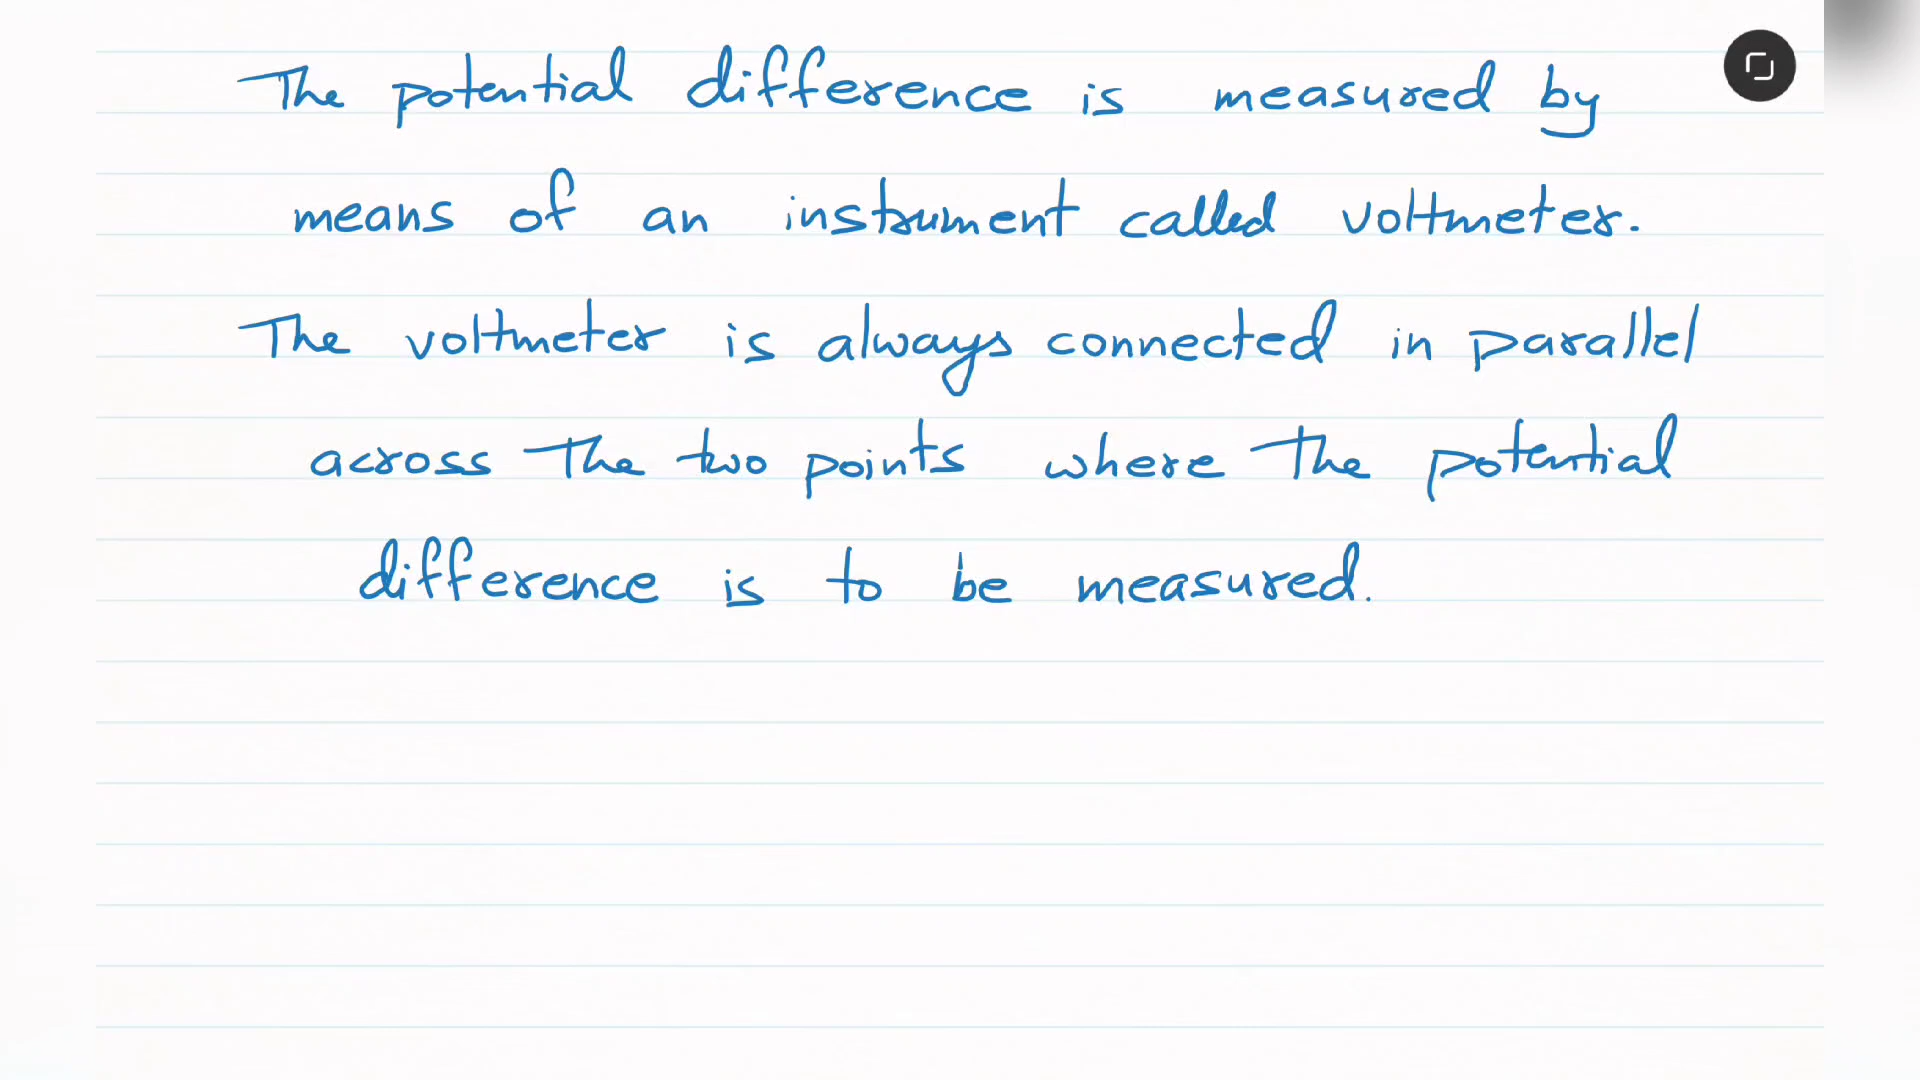 The potential difference is measured by
means of an instrument called voltmeter.
The voltmeter is always connected in parallel
across the two points where the potential
difference is to be measured.